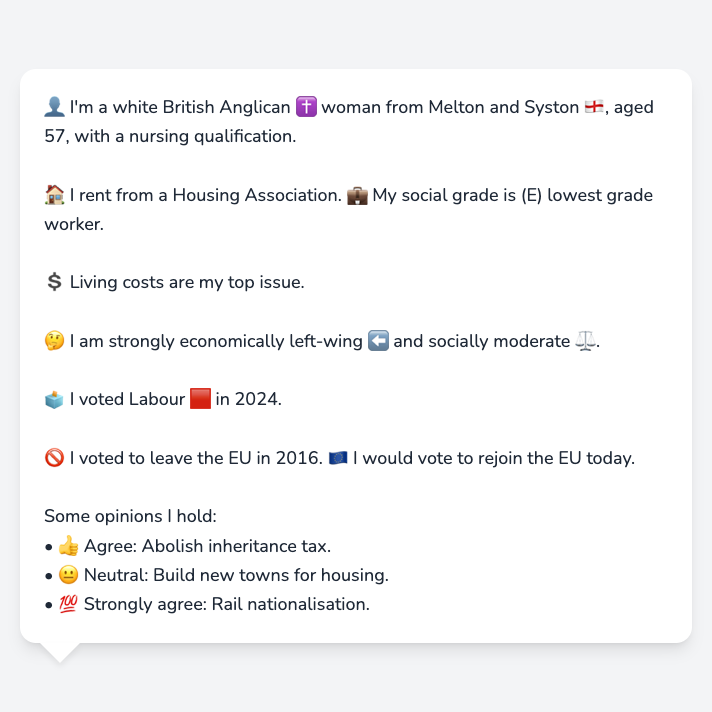 👤 I'm a white British Anglican ✝️ woman from Melton and Syston 🏴󠁧󠁢󠁥󠁮󠁧󠁿, aged
57, with a nursing qualification.
🏠 I rent from a Housing Association. 💼 My social grade is (E) lowest grade
worker.
💲 Living costs are my top issue.
🤔 I am strongly economically left-wing ⬅️ and socially moderate ⚖️.
🗳️ I voted Labour 🟥 in 2024.
🚫 I voted to leave the EU in 2016. 🇪🇺 I would vote to rejoin the EU today.
Some opinions I hold:
• 👍 Agree: Abolish inheritance tax.
• 😐 Neutral: Build new towns for housing.
• 💯 Strongly agree: Rail nationalisation.